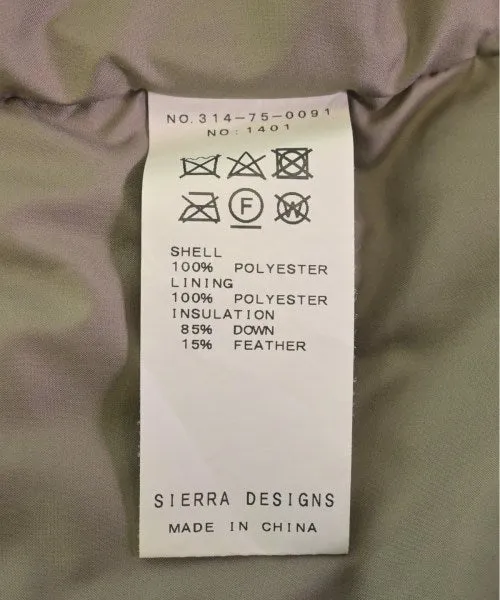 NO.314-75-0091
NO:1401
F
W
SHELL
100% POLYESTER
LINING
100% POLYESTER
INSULATION
85% DOWN
15% FEATHER
SIERRA DESIGNS
MADE IN CHINA